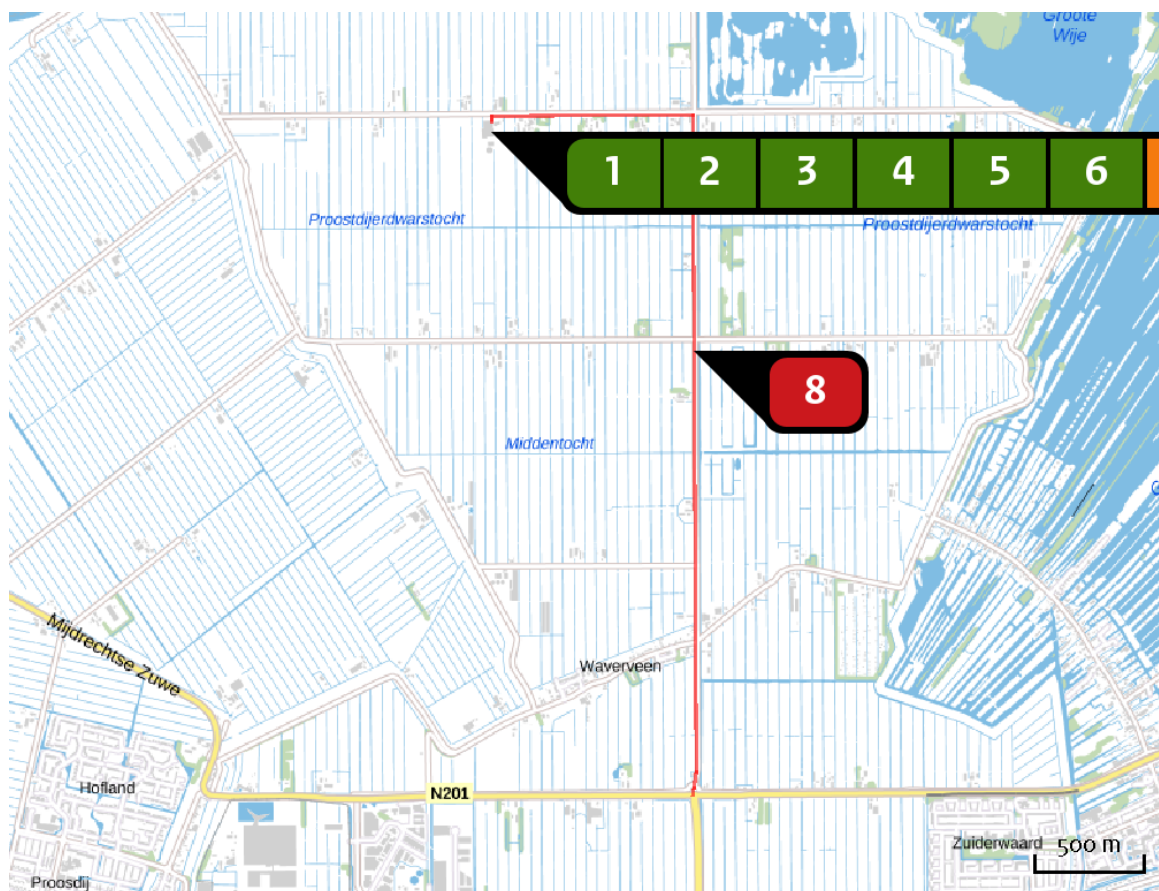 Groote
Wije
1 2 3 4 5 6
Proostdijerdwarstocht
Proostdijerdwarstocht
8
Middentocht
G
Mijdrechtse Zuwe
Waverveen
Hofland
N201
Zuiderwaard
500 m
Proosdij